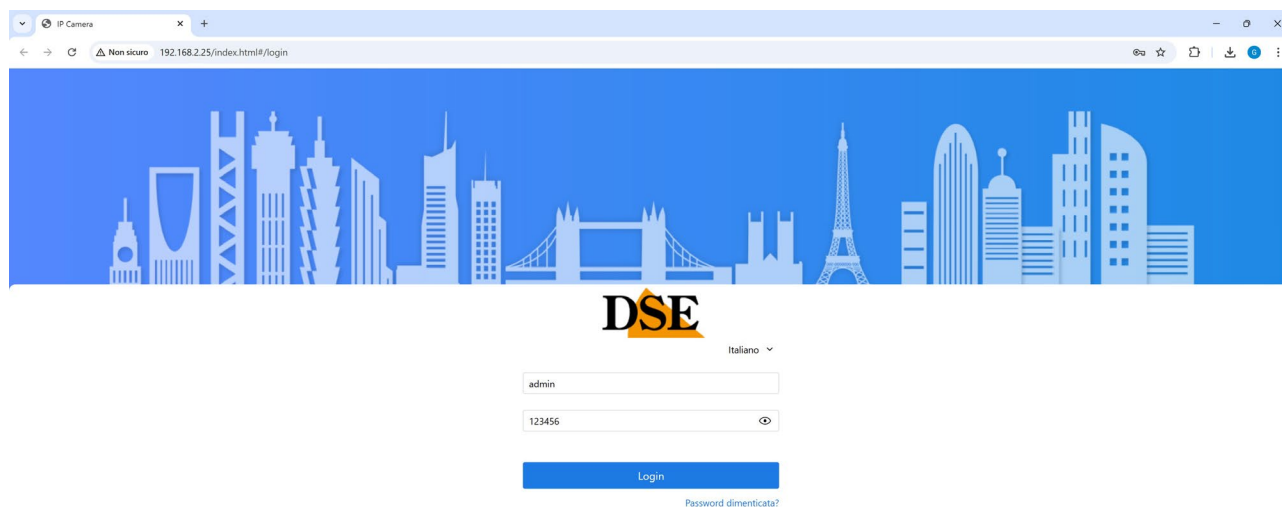 IP Camera
Non sicuro 192.168.2.25/index.html#/login
G
DSE
Italiano
admin
123456
Login
Password dimenticata?